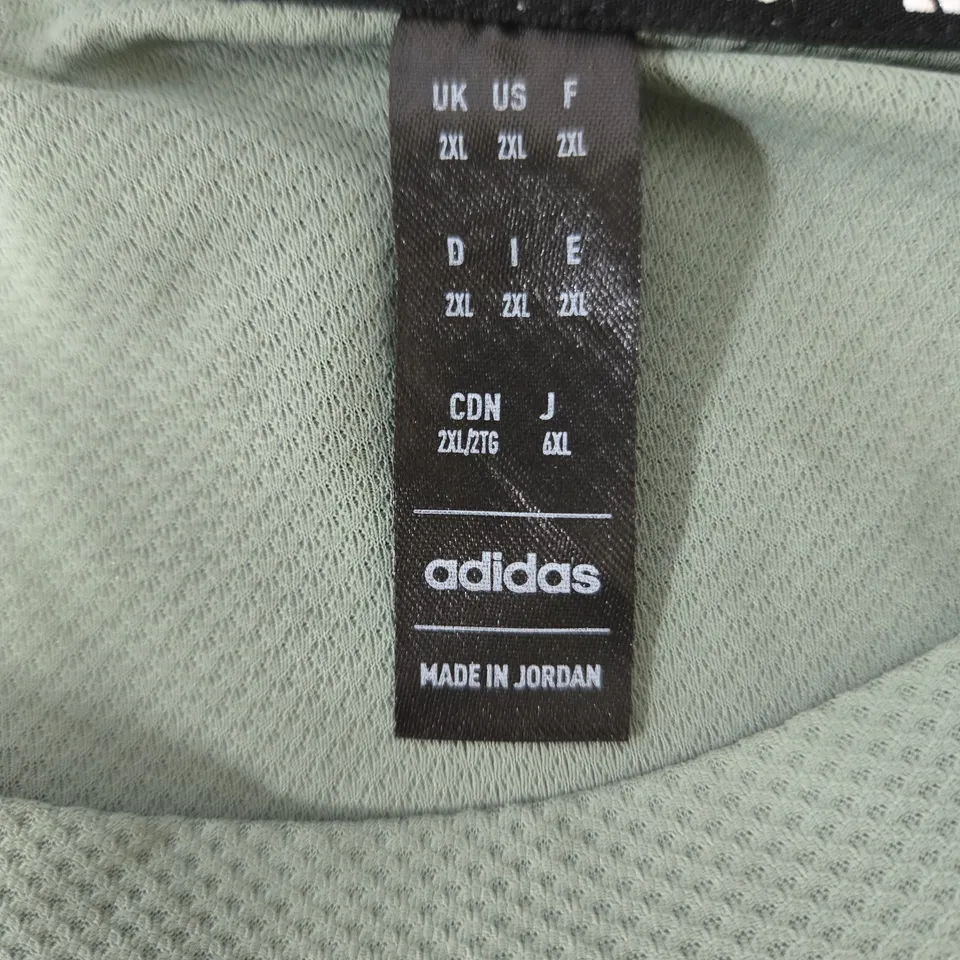 UK US F
2XL 2XL 2XL
D I E
2XL 2XL 2XL
CDN J
2XL/2TG 6XL
adidas
MADE IN JORDAN